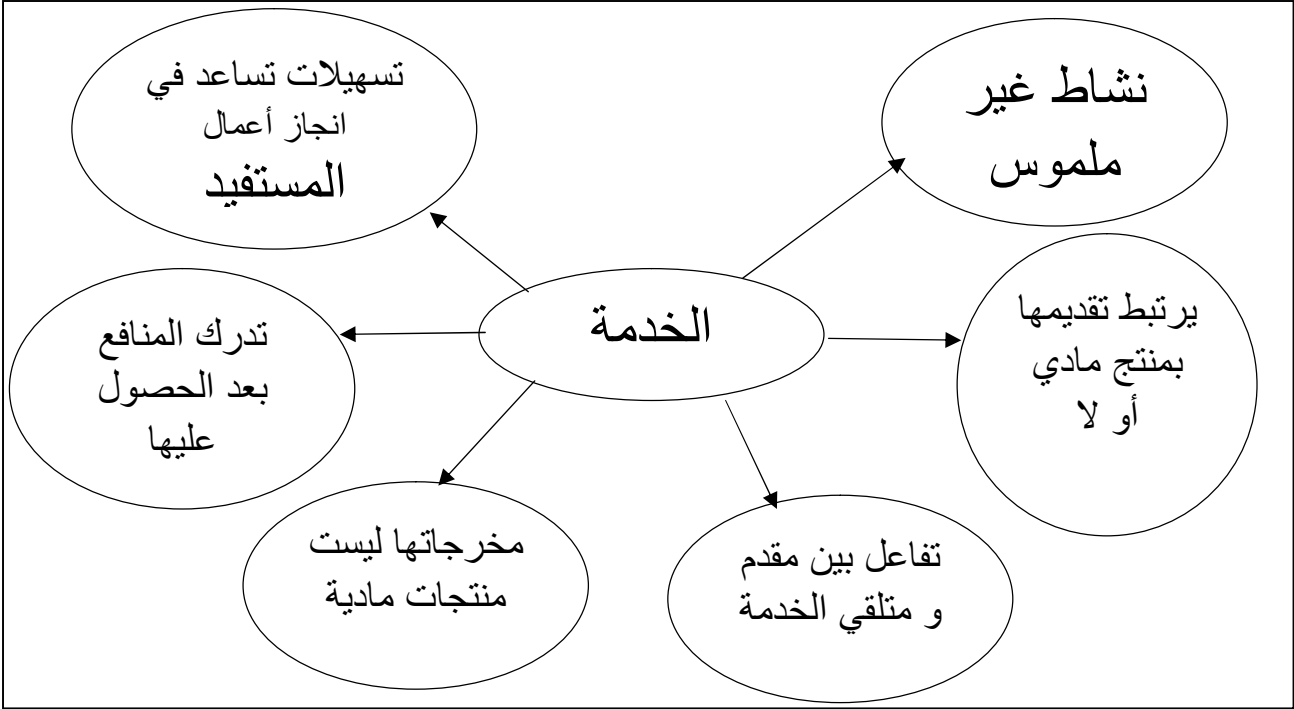 نشاط غير
ملموس
تسهيلات تساعد في
انجاز أعمال
المستفيد
الخدمة
يرتبط تقديمها
بمنتج مادي
أو لا
تدرك المنافع
بعد الحصول
عليها
تفاعل بين مقدم
و متلقي الخدمة
مخرجاتها ليست
منتجات مادية